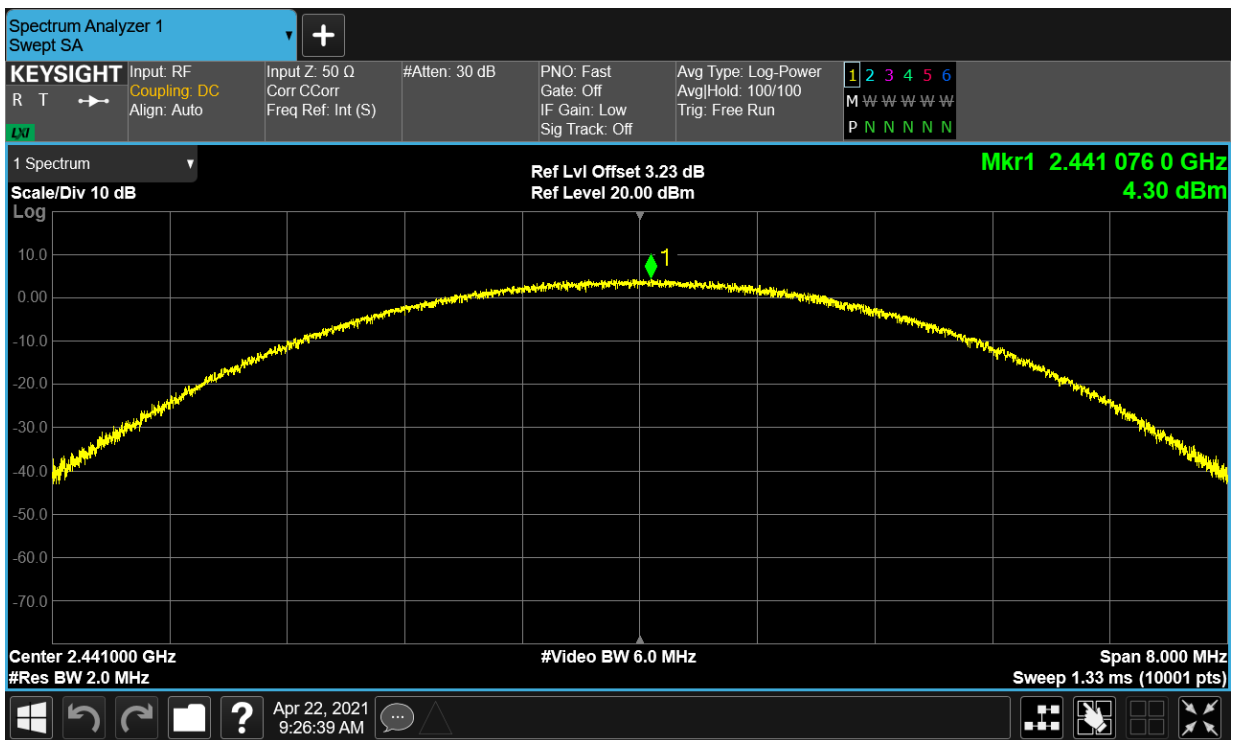 Spectrum Analyzer 1
Swept SA
KEYSIGHT
R T
LXI
Input: RF
Coupling: DC
Align: Auto
Input Z: 50 Ω
Corr CCorr
Freq Ref: Int (S)
#Atten: 30 dB
PNO: Fast
Gate: Off
IF Gain: Low
Sig Track: Off
Avg Type: Log-Power
Avg|Hold: 100/100
Trig: Free Run
1 2 3 4 5 6
M W W W W W
P N N N N N
1 Spectrum
Scale/Div 10 dB
Log
Ref Lvl Offset 3.23 dB
Ref Level 20.00 dBm
Mkr1 2.441 076 0 GHz
4.30 dBm
1
10.0
0.00
-10.0
-20.0
-30.0
-40.0
-50.0
-60.0
-70.0
Center 2.441000 GHz
#Res BW 2.0 MHz
#Video BW 6.0 MHz
Span 8.000 MHz
Sweep 1.33 ms (10001 pts)
?
Apr 22, 2021
9:26:39 AM